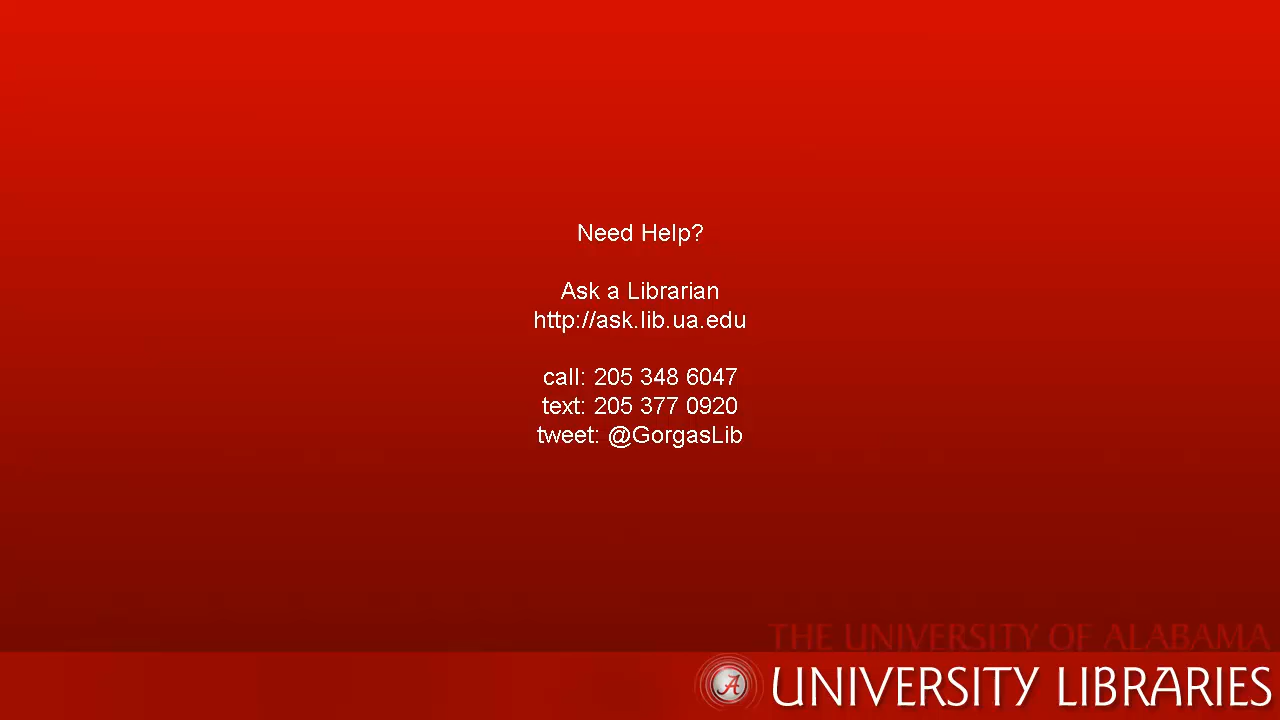 Need Help?
Ask a Librarian
http://ask.lib.ua.edu
call: 205 348 6047
text: 205 377 0920
tweet: @GorgasLib
THE UNIVERSITY OF ALABAMA
A UNIVERSITY LIBRARIES